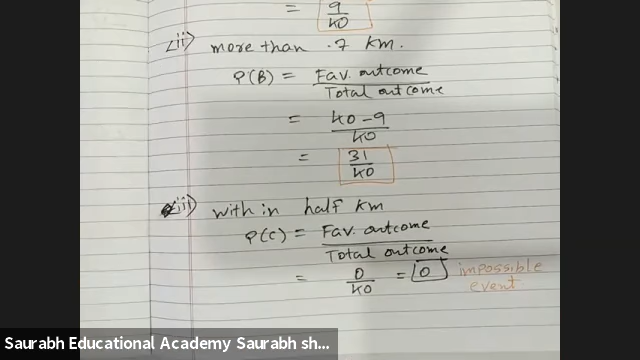 = 9/40
(ii) more than .7 km.
P(B) = Fav. outcome / Total outcome
= 40-9 / 40
= 31/40
(iii) with in half km
P(C) = Fav. outcome / Total outcome
= 0/40 = 0 impossible event
Saurabh Educational Academy Saurabh sh...